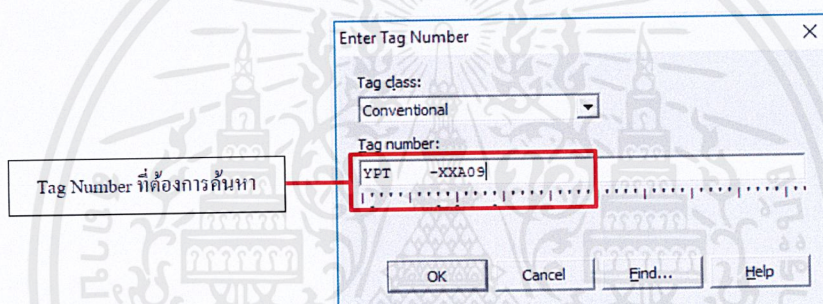 Enter Tag Number
Tag class:
Conventional
Tag number:
YPT -XXA09
Tag Number ที่ต้องการค้นหา
OK Cancel Find... Help